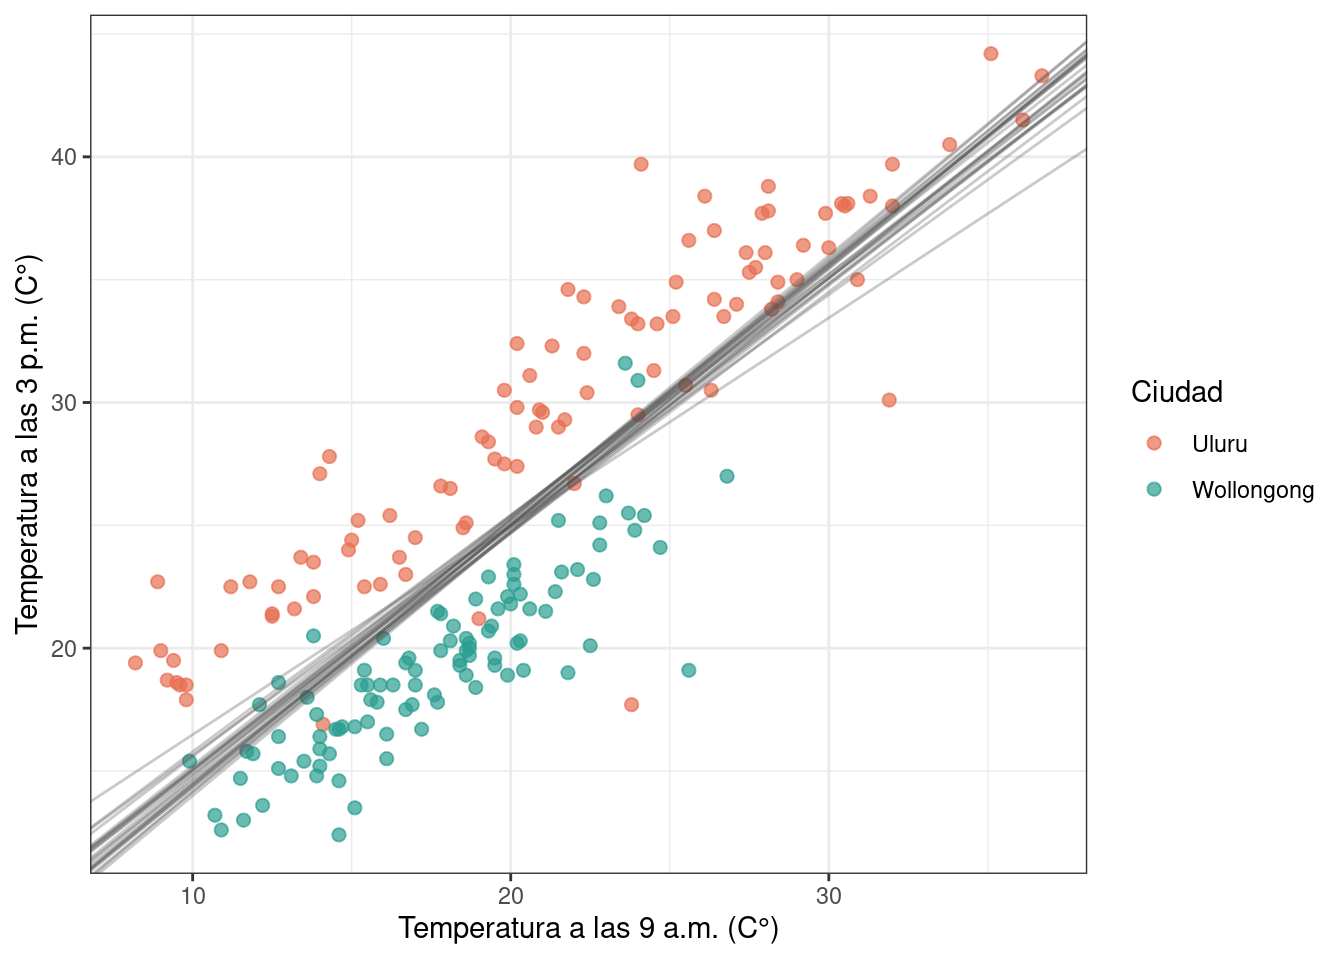 Temperatura a las 3 p.m. (C°)
40
30
20
10
20
30
Temperatura a las 9 a.m. (C°)
Ciudad
Uluru
Wollongong